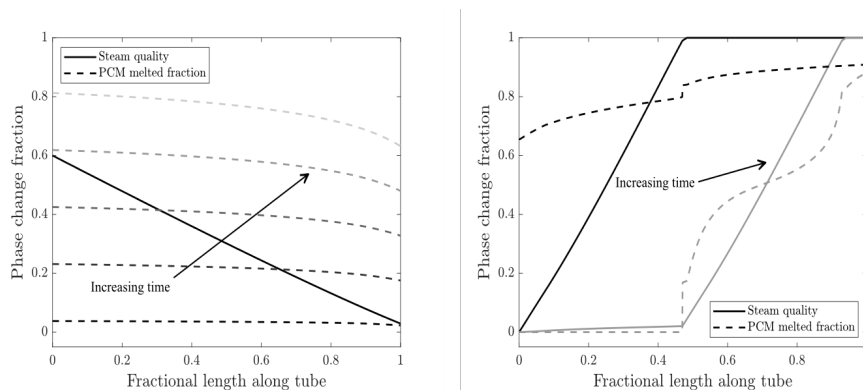 1
0.8
0.6
0.4
0.2
0
Phase change fraction
Steam quality
PCM melted fraction
Increasing time
0 0.2 0.4 0.6 0.8 1
Fractional length along tube
1
0.8
0.6
0.4
0.2
0
Phase change fraction
Increasing time
Steam quality
PCM melted fraction
0 0.2 0.4 0.6 0.8
Fractional length along tube